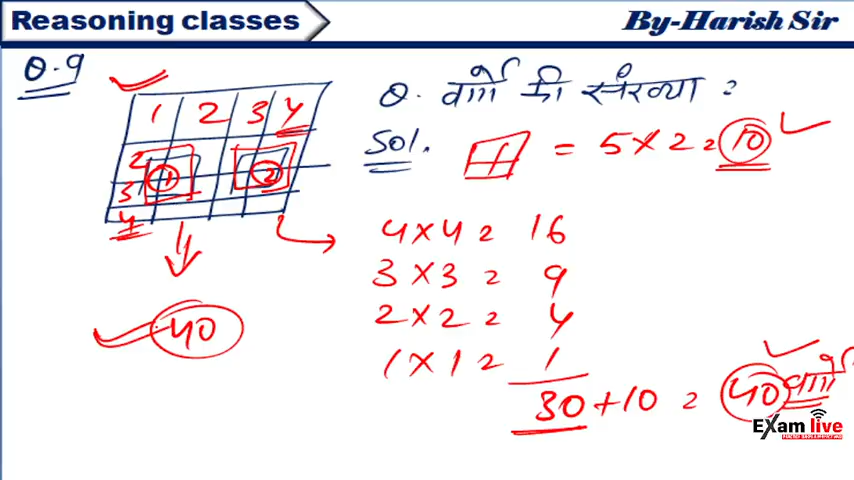 Reasoning classes
By-Harish Sir
Q.9
1 2 3 4
2
3
4
1 2
40
Q. वर्गों की संख्या ?
Sol.
= 5 × 2 = 10
4 × 4 = 16
3 × 3 = 9
2 × 2 = 4
1 × 1 = 1
30 + 10 = 40 वर्ग
Exam live